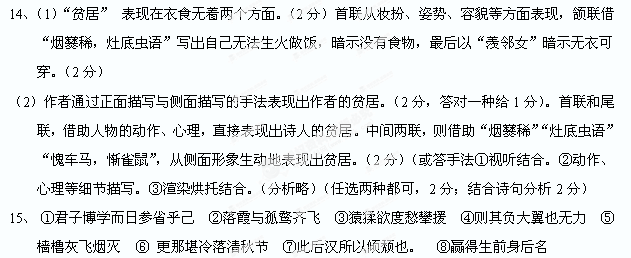 14、（1）“贫居” 表现在衣食无着两个方面。（2分）首联从妆扮、姿势、容貌等方面表现，颔联借
“烟爨稀，灶底虫语”写出自己无法生火做饭，暗示没有食物，最后以“羡邻女”暗示无衣可
穿。（2分）
（2）作者通过正面描写与侧面描写的手法表现出作者的贫居。（2分，答对一种给1分）。首联和尾
联，借助人物的动作、心理，直接表现出诗人的贫居。中间两联，则借助“烟爨稀”“灶底虫语”
“愧车马，惭雀鼠”，从侧面形象生动地表现出贫居。（2分）（或答手法①视听结合。②动作、
心理等细节描写。③渲染烘托结合。（分析略）（任选两种都可，2分；结合诗句分析2分）
15、 ①君子博学而日参省乎己 ②落霞与孤鹜齐飞 ③猿猱欲度愁攀援 ④则其负大翼也无力 ⑤
樯橹灰飞烟灭 ⑥ 更那堪冷落清秋节 ⑦此后汉所以倾颓也。 ⑧赢得生前身后名